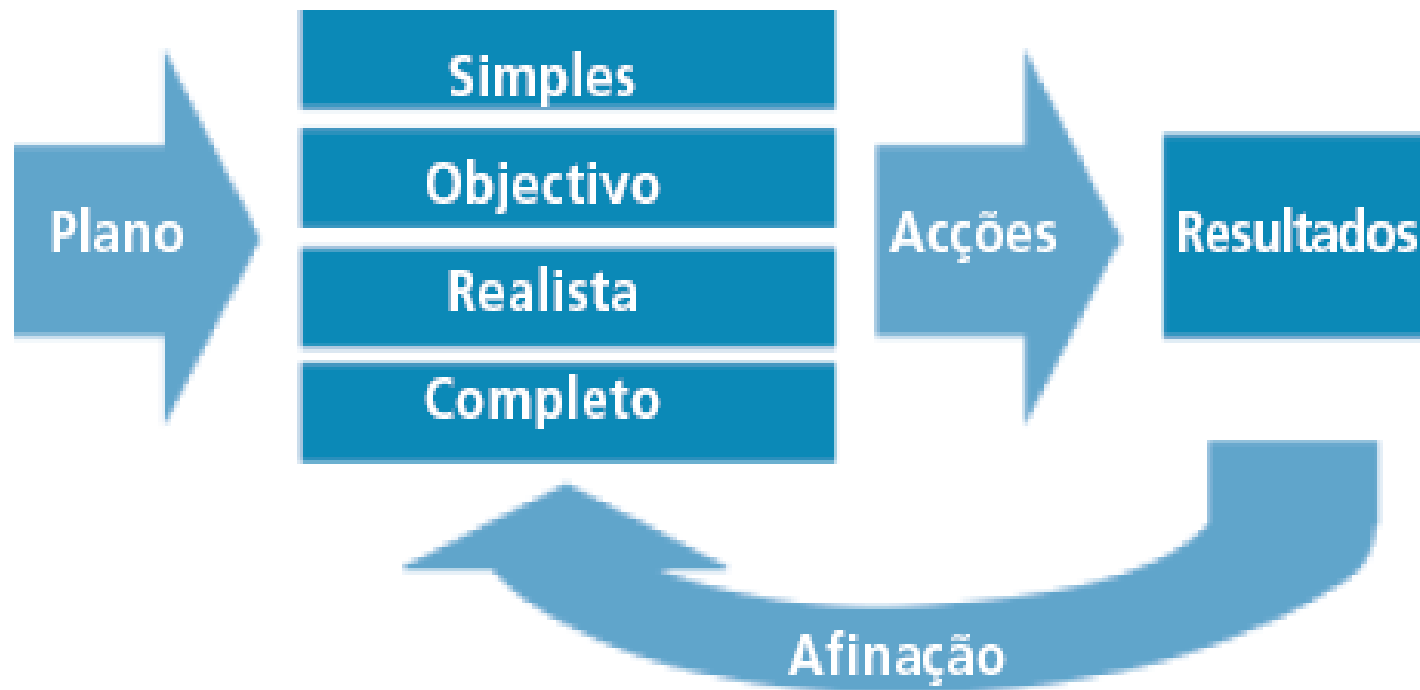 Plano
Simples
Objectivo
Realista
Completo
Acções
Resultados
Afinação